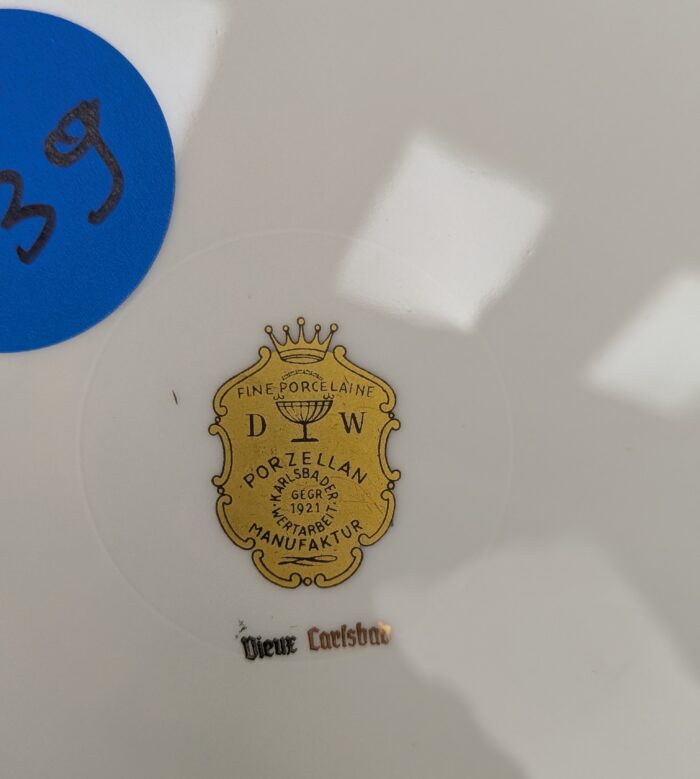 39
FINE PORCELAINE
D W
PORZELLAN
KARLSBADER
GEGR
1921
WERTARBEIT
MANUFAKTUR
Vieux Carlsbad